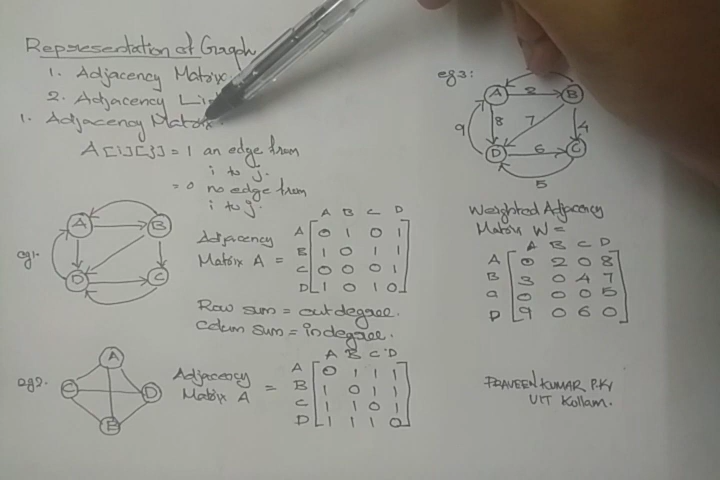 Representation of Graph
1. Adjacency Matrix
2. Adjacency Li
1. Adjacency Matrix.
A[i][j] = 1 an edge from
i to j.
= 0 no edge from
i to j.
eg1.
A B
D C
Adjacency
Matrix A =
A B C D
A 0 1 0 1
B 1 0 1 1
C 0 0 0 1
D 1 0 1 0
Row sum = outdegree.
Colum sum = indegree.
eg2.
A
C D
B
Adjacency
Matrix A =
A B C D
A 0 1 1 1
B 1 0 1 1
C 1 1 0 1
D 1 1 1 0
eg3:
A 2 B
9 8 7 4
D 6 C
5
Weighted Adjacency
Matrix W =
A B C D
A 0 2 0 8
B 3 0 4 7
0 0 0 5
D 9 0 6 0
PRAVEEN KUMAR P.KV
UIT Kollam.